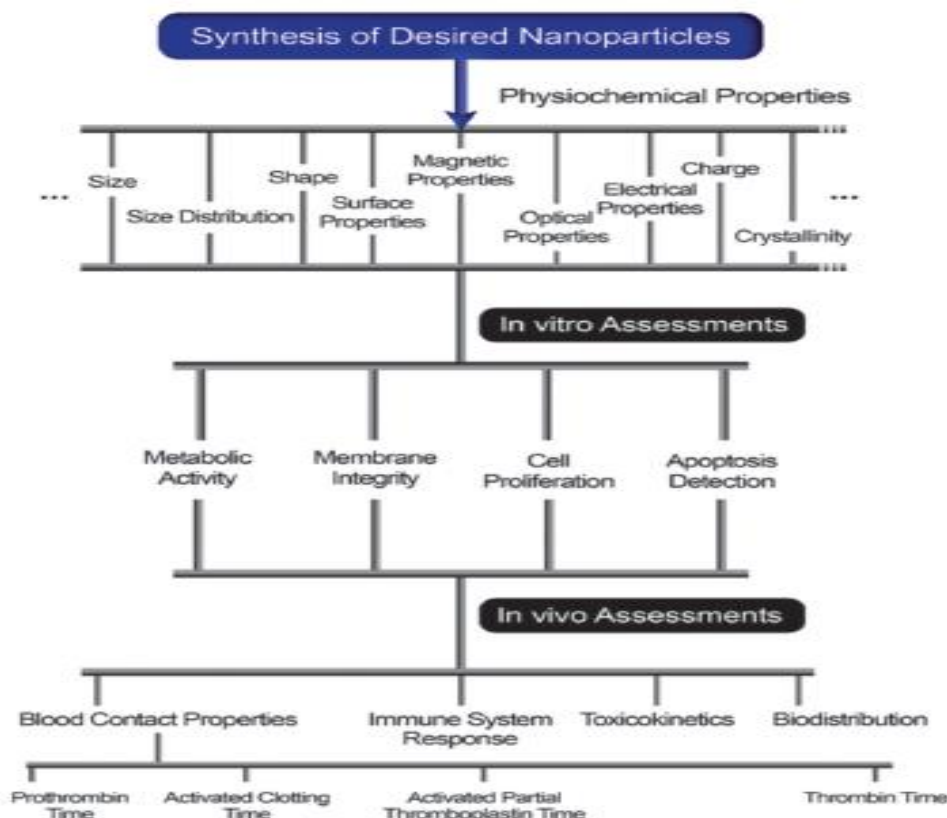 Synthesis of Desired Nanoparticles
Physiochemical Properties
Size
Size Distribution
Shape
Surface
Properties
Magnetic
Properties
Optical
Properties
Electrical
Properties
Charge
Crystallinity
...
...
In vitro Assessments
Metabolic
Activity
Membrane
Integrity
Cell
Proliferation
Apoptosis
Detection
In vivo Assessments
Blood Contact Properties
Immune System
Response
Toxicokinetics
Biodistribution
Prothrombin
Time
Activated Clotting
Time
Activated Partial
Thromboplastin Time
Thrombin Time